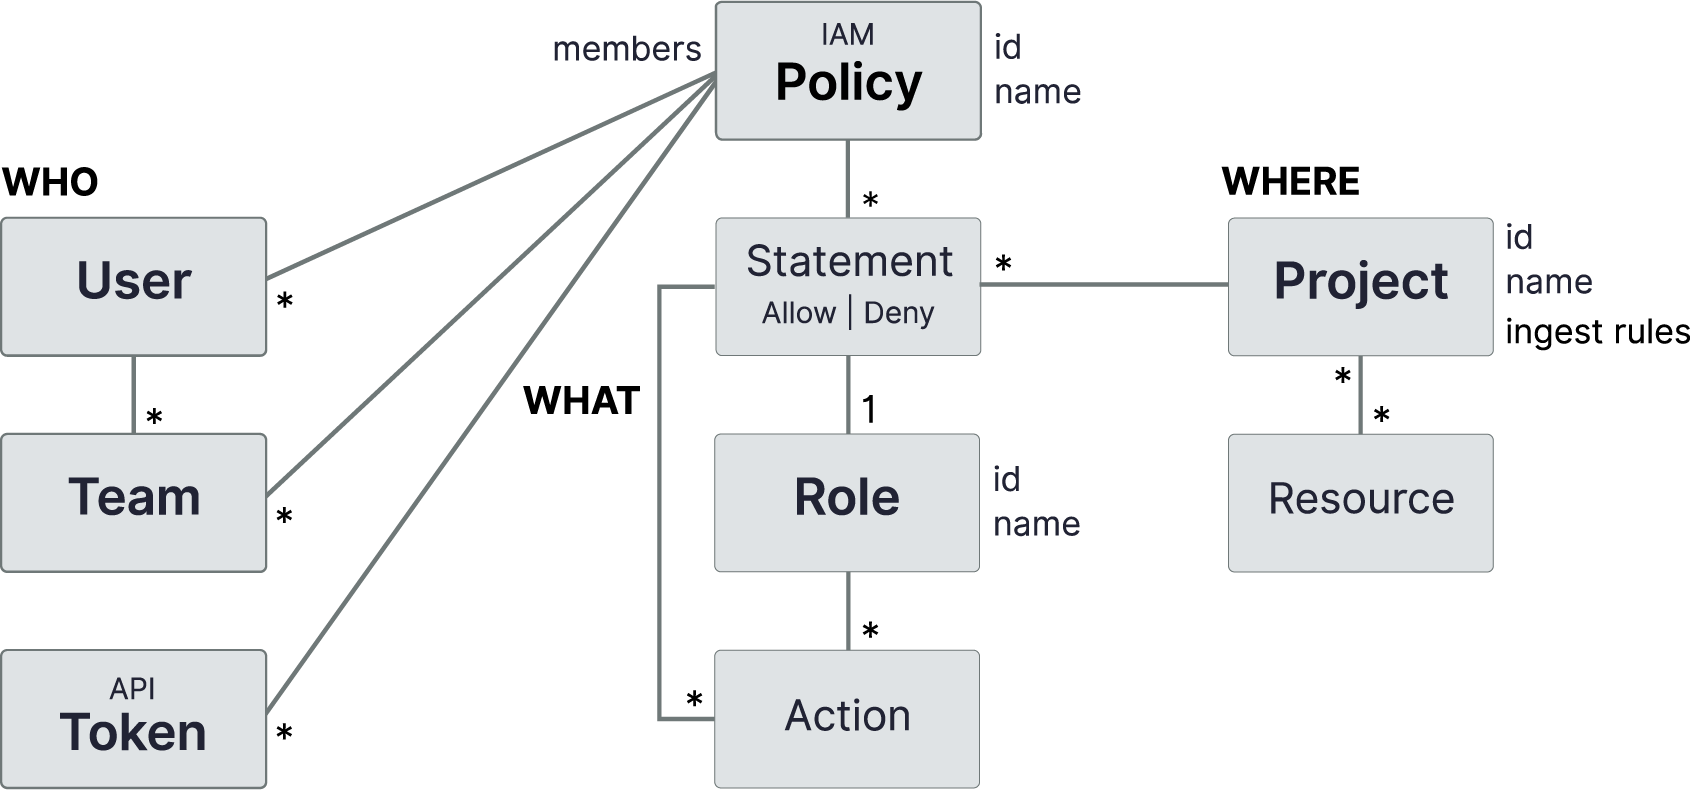 members
IAM
Policy
id
name
*
WHO
User
*
*
Team
*
API
Token
*
Statement
Allow | Deny
*
WHAT
1
Role
id
name
*
*
Action
WHERE
Project
id
name
ingest rules
*
*
Resource